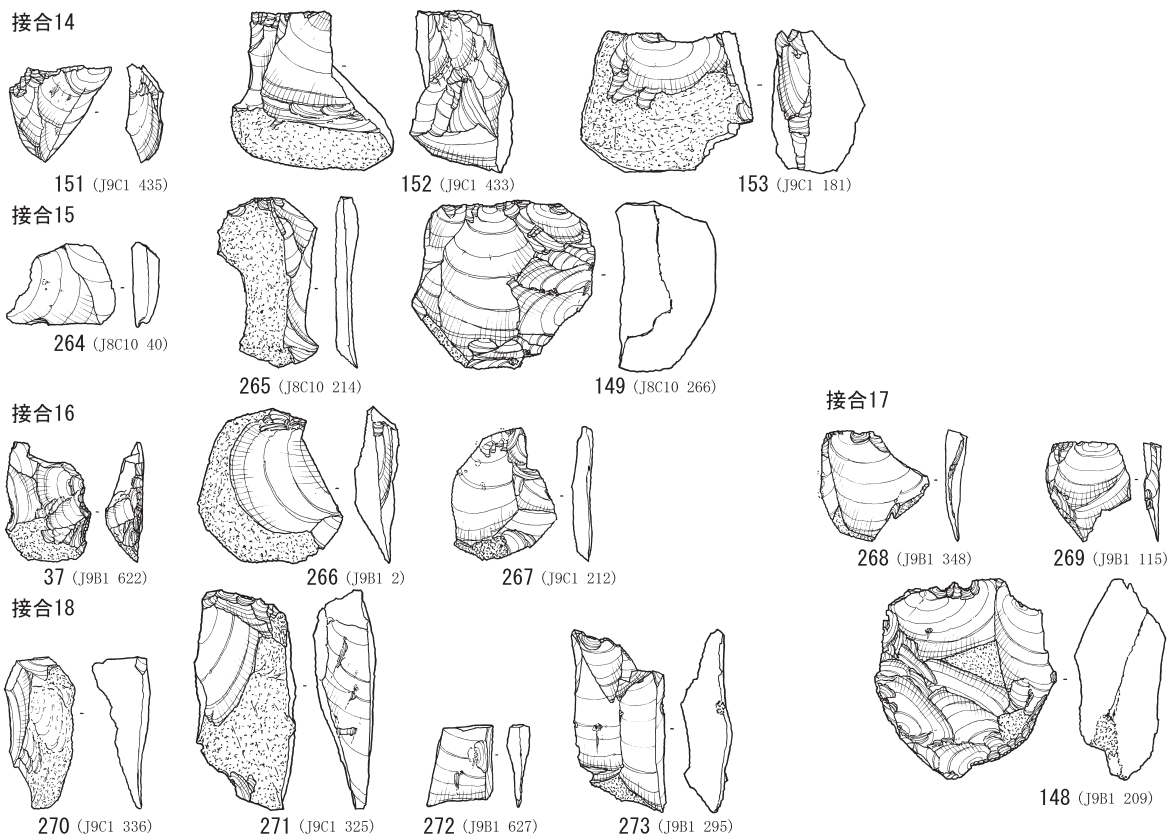 接合14
151 (J9C1 435)
152 (J9C1 433)
153 (J9C1 181)
接合15
264 (J8C10 40)
265 (J8C10 214)
149 (J8C10 266)
接合16
37 (J9B1 622)
266 (J9B1 2)
267 (J9C1 212)
接合17
268 (J9B1 348)
269 (J9B1 115)
148 (J9B1 209)
接合18
270 (J9C1 336)
271 (J9C1 325)
272 (J9B1 627)
273 (J9B1 295)